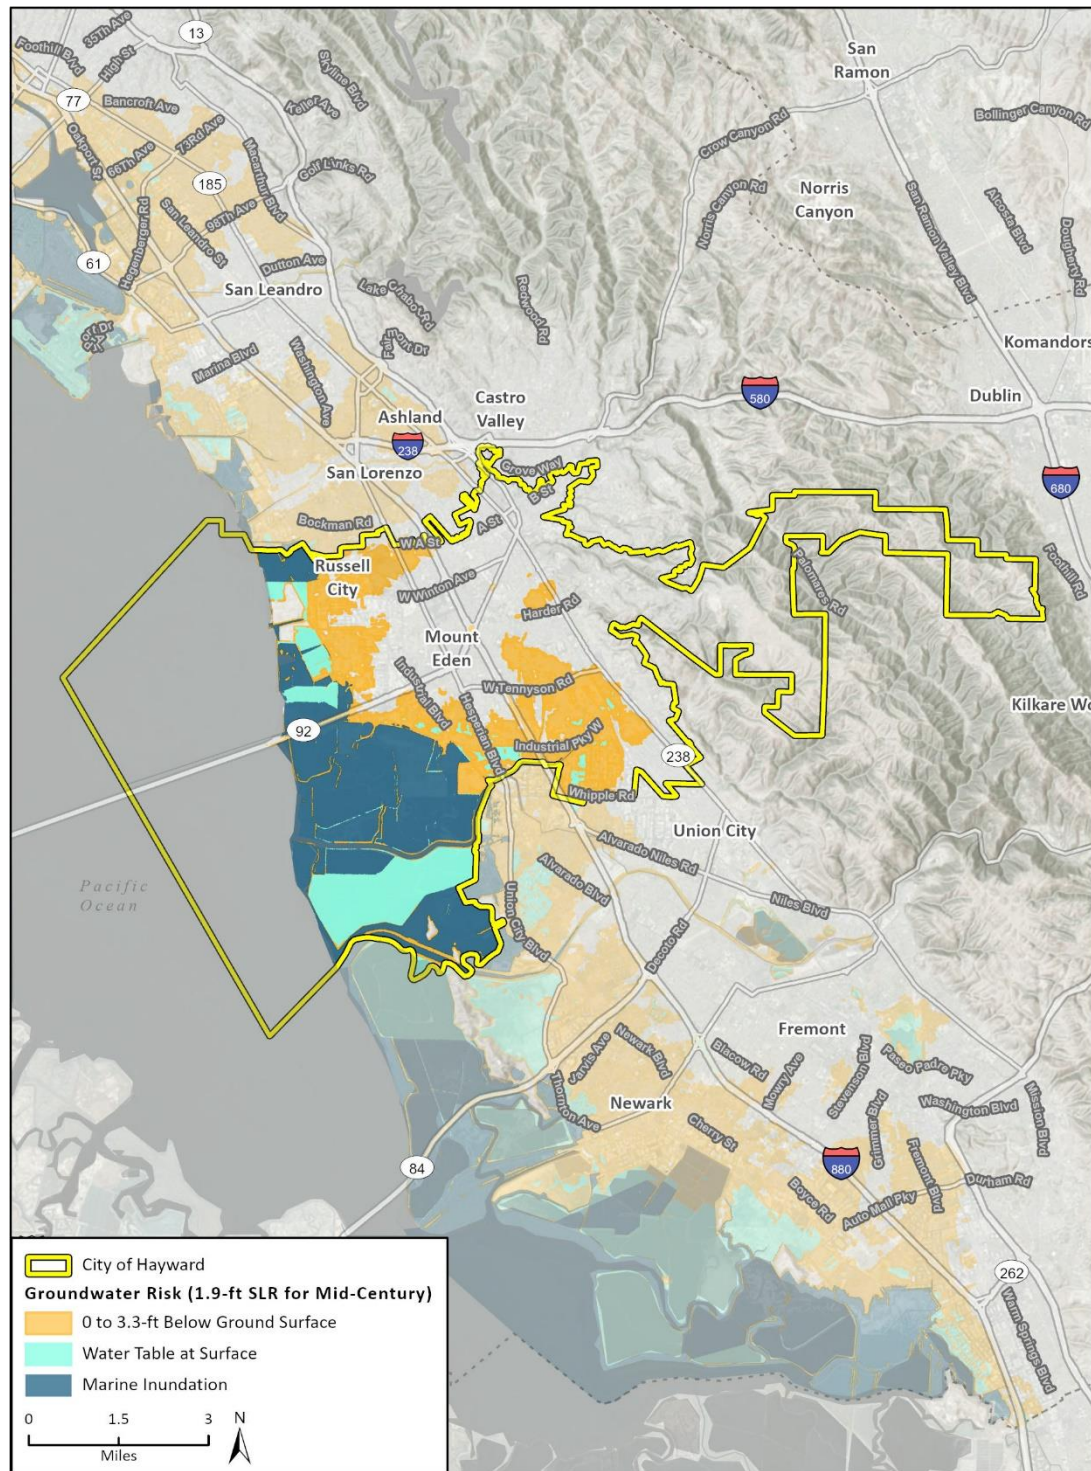 35Th Ave
13
San
Ramon
Foothill Blvd
High St
Skyline Blvd
77
Bancroft Ave
Keller Ave
Crow Canyon Rd
Bollinger Canyon Rd
Oakport St
66Th Ave
73Rd Ave
Macarthur Blvd
Golf Links Rd
185
Norris Canyon Rd
Norris
Canyon
San Ramon Valley Blvd
Alcosta Blvd
Dougherty Rd
98Th Ave
San Leandro St
Hegenberger Rd
61
Dutton Ave
San Leandro
Lake Chabot Rd
Redwood Rd
Fairmont Dr
Komandors
Marina Blvd
Washington Ave
580
Dublin
Castro
Valley
Ashland
238
680
San Lorenzo
Grove Way
B St
Bockman Rd
A St
W A St
Foothill Rd
Russell
City
W Winton Ave
Palomares Rd
Harder Rd
Mount
Eden
Industrial Blvd
W Tennyson Rd
Hesperian Blvd
Kilkare Wo
92
Industrial Pky W
238
Whipple Rd
Union City
Alvarado Niles Rd
Pacific
Ocean
Alvarado Blvd
Niles Blvd
Union City Blvd
Decoto Rd
Fremont
Jarvis Ave
Newark Blvd
Blacow Rd
Mowry Ave
Stevenson Blvd
Paseo Padre Pky
Thornton Ave
Newark
Washington Blvd
Mission Blvd
Cherry St
Grimmer Blvd
Fremont Blvd
84
880
Durham Rd
Boyce Rd
Auto Mall Pky
262
Warm Springs Blvd
City of Hayward
Groundwater Risk (1.9-ft SLR for Mid-Century)
0 to 3.3-ft Below Ground Surface
Water Table at Surface
Marine Inundation
0 1.5 3
Miles
N